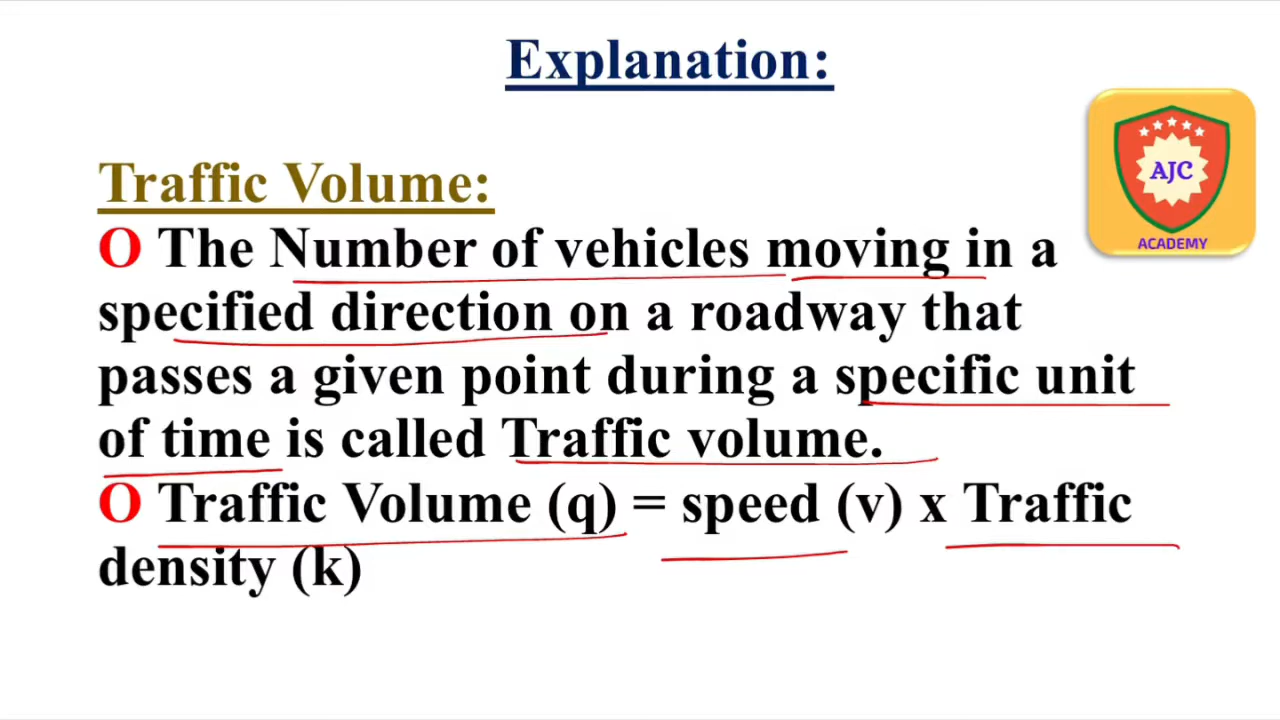 Explanation:
Traffic Volume:
O The Number of vehicles moving in a
specified direction on a roadway that
passes a given point during a specific unit
of time is called Traffic volume.
O Traffic Volume (q) = speed (v) x Traffic
density (k)
AJC
ACADEMY